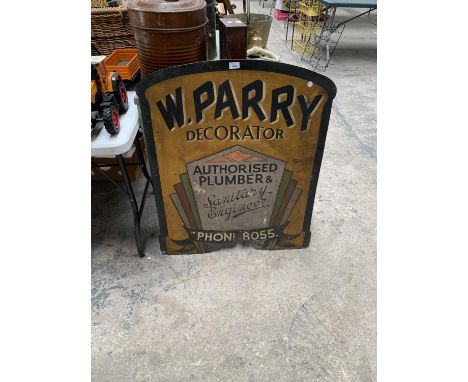 W. PARRY
DECORATOR
AUTHORISED
PLUMBER &
Sanitary
Engineer
'PHONE 8055.